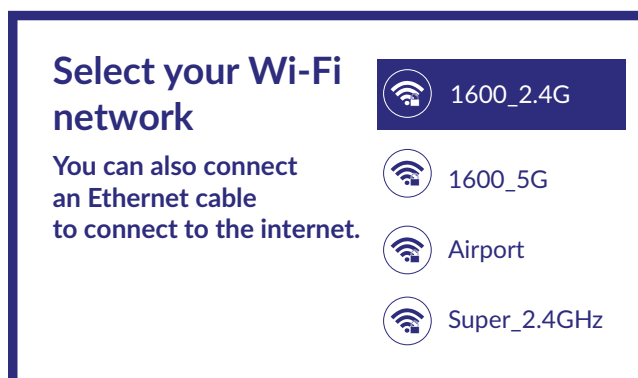 Select your Wi-Fi
network
You can also connect
an Ethernet cable
to connect to the internet.
1600_2.4G
1600_5G
Airport
Super_2.4GHz